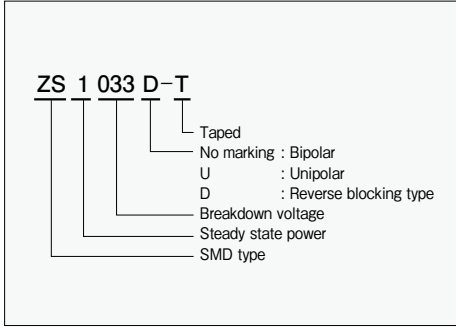 ZS 1 033 D-T
Taped
No marking : Bipolar
U : Unipolar
D : Reverse blocking type
Breakdown voltage
Steady state power
SMD type